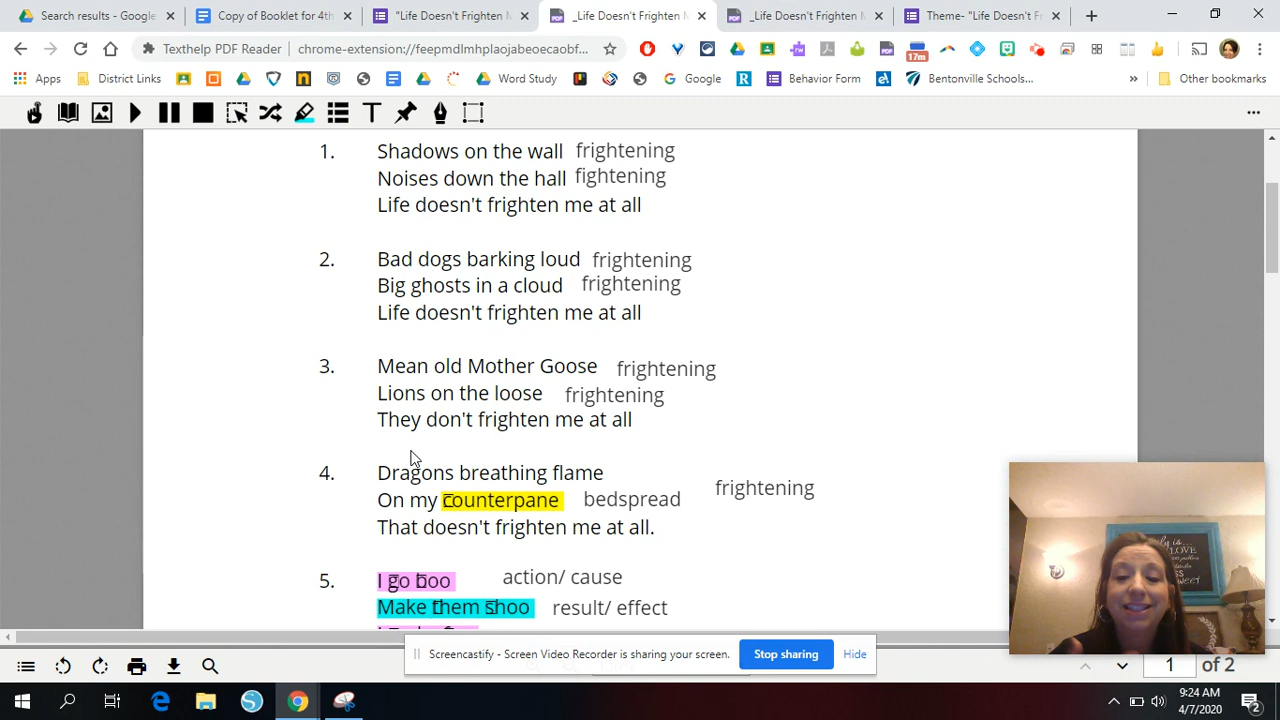 Search results - Google
Copy of Booklet for 4th
"Life Doesn't Frighten M
_Life Doesn't Frighten M
_Life Doesn't Frighten M
Theme- "Life Doesn't Fr
Texthelp PDF Reader | chrome-extension://feepmdlmhplaojabeoecaobf...
17m
Apps District Links Word Study Google Behavior Form Bentonville Schools... » Other bookmarks
1. Shadows on the wall frightening
Noises down the hall fightening
Life doesn't frighten me at all
2. Bad dogs barking loud frightening
Big ghosts in a cloud frightening
Life doesn't frighten me at all
3. Mean old Mother Goose frightening
Lions on the loose frightening
They don't frighten me at all
4. Dragons breathing flame
On my counterpane bedspread frightening
That doesn't frighten me at all.
5. I go boo action/ cause
Make them shoo result/ effect
LOVE
Screencastify - Screen Video Recorder is sharing your screen. Stop sharing Hide
1 of 2
9:24 AM
4/7/2020
2